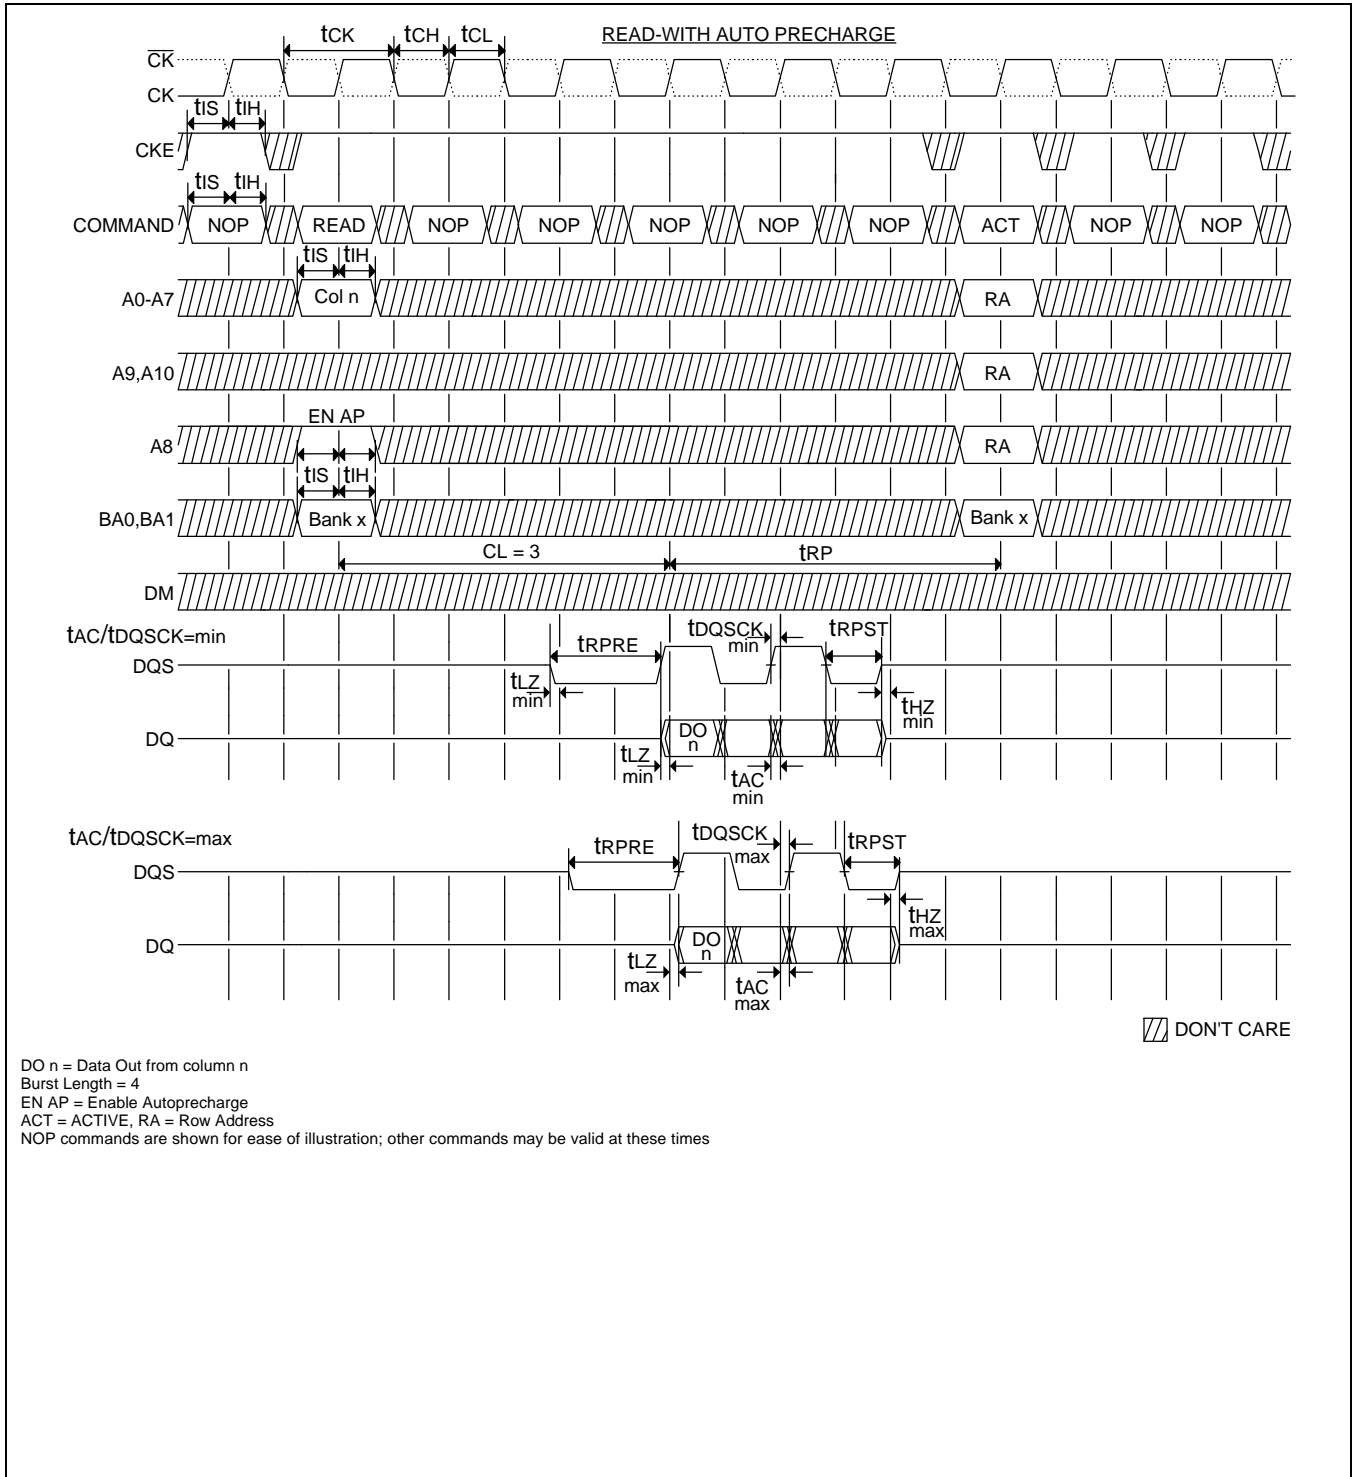 READ-WITH AUTO PRECHARGE
tCK tCH tCL
CK
CK
tIS tIH
CKE
tIS tIH
COMMAND NOP READ NOP NOP NOP NOP NOP ACT NOP NOP
tIS tIH
A0-A7 Col n RA
A9,A10 RA
EN AP
A8 RA
tIS tIH
BA0,BA1 Bank x Bank x
CL = 3 tRP
DM
tAC/tDQSCK=min
tRPRE tDQSCK min tRPST
DQS
tLZ min tHZ min
DQ DO n
tLZ min tAC min
tAC/tDQSCK=max
tRPRE tDQSCK max tRPST
DQS
tHZ max
DQ DO n
tLZ max tAC max
DON'T CARE
DO n = Data Out from column n
Burst Length = 4
EN AP = Enable Autoprecharge
ACT = ACTIVE, RA = Row Address
NOP commands are shown for ease of illustration; other commands may be valid at these times